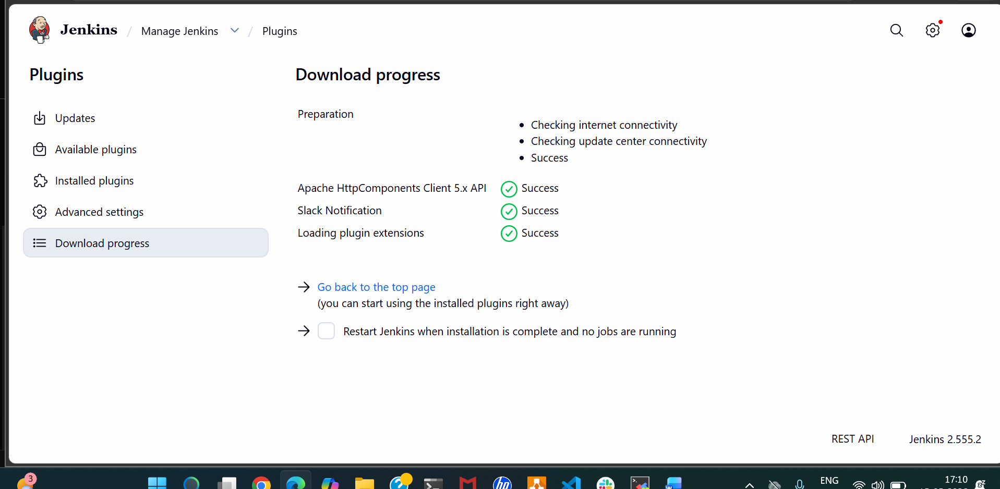 Jenkins / Manage Jenkins / Plugins
Plugins
Updates
Available plugins
Installed plugins
Advanced settings
Download progress
Download progress
Preparation
Checking internet connectivity
Checking update center connectivity
Success
Apache HttpComponents Client 5.x API Success
Slack Notification Success
Loading plugin extensions Success
Go back to the top page
(you can start using the installed plugins right away)
Restart Jenkins when installation is complete and no jobs are running
REST API Jenkins 2.555.2
3
hp
ENG
17:10